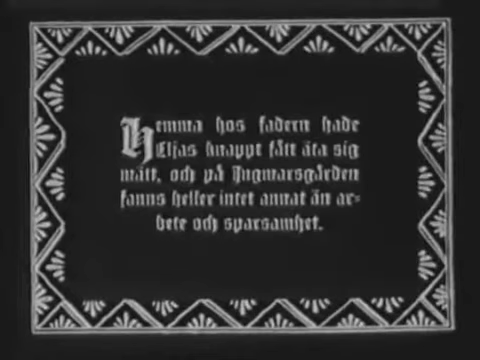 Hemma hos fadern hade
Eljas knappt fått äta sig
mätt, och på Ingmarsgården
fanns heller intet annat än ar-
bete och sparsamhet.